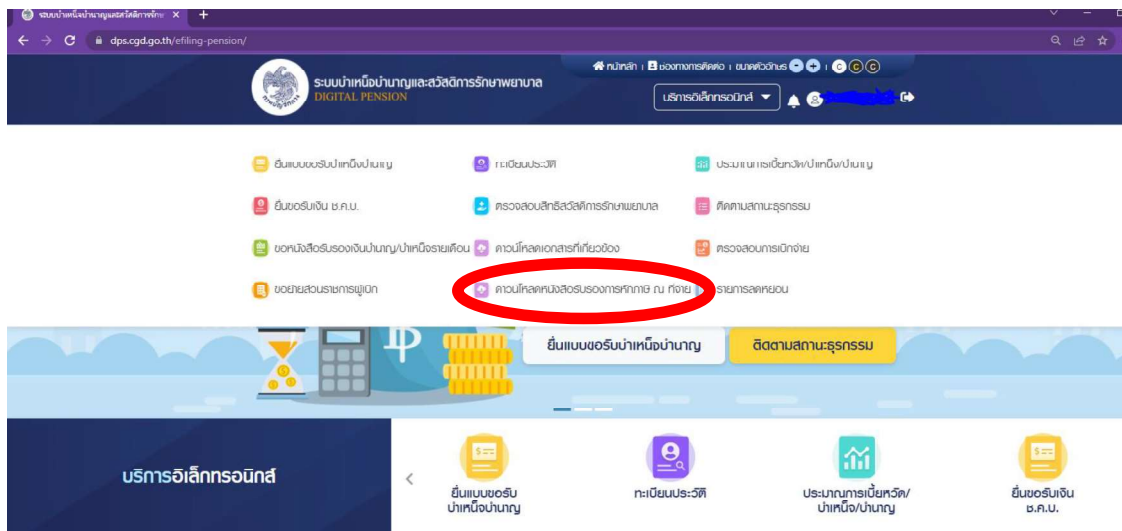 ระบบบำเหน็จบำนาญและสวัสดิการรักษ
dps.cgd.go.th/efiling-pension/
ระบบบำเหน็จบำนาญและสวัสดิการรักษาพยาบาล
DIGITAL PENSION
หน้าหลัก | ช่องทางการติดต่อ | ขนาดตัวอักษร - + | C C C
บริการอิเล็กทรอนิกส์
ยื่นแบบขอรับบำเหน็จบำนาญ
ทะเบียนประวัติ
ประมาณการเบี้ยหวัด/บำเหน็จ/บำนาญ
ยื่นขอรับเงิน ช.ค.บ.
ตรวจสอบสิทธิสวัสดิการรักษาพยาบาล
ติดตามสถานะธุรกรรม
ขอหนังสือรับรองเงินบำนาญ/บำเหน็จรายเดือน
ดาวน์โหลดเอกสารที่เกี่ยวข้อง
ตรวจสอบการเบิกจ่าย
ขอย้ายส่วนราชการผู้เบิก
ดาวน์โหลดหนังสือรับรองการหักภาษี ณ ที่จ่าย
รายการลดหย่อน
ยื่นแบบขอรับบำเหน็จบำนาญ
ติดตามสถานะธุรกรรม
บริการอิเล็กทรอนิกส์
ยื่นแบบขอรับ
บำเหน็จบำนาญ
ทะเบียนประวัติ
ประมาณการเบี้ยหวัด/
บำเหน็จ/บำนาญ
ยื่นขอรับเงิน
ช.ค.บ.